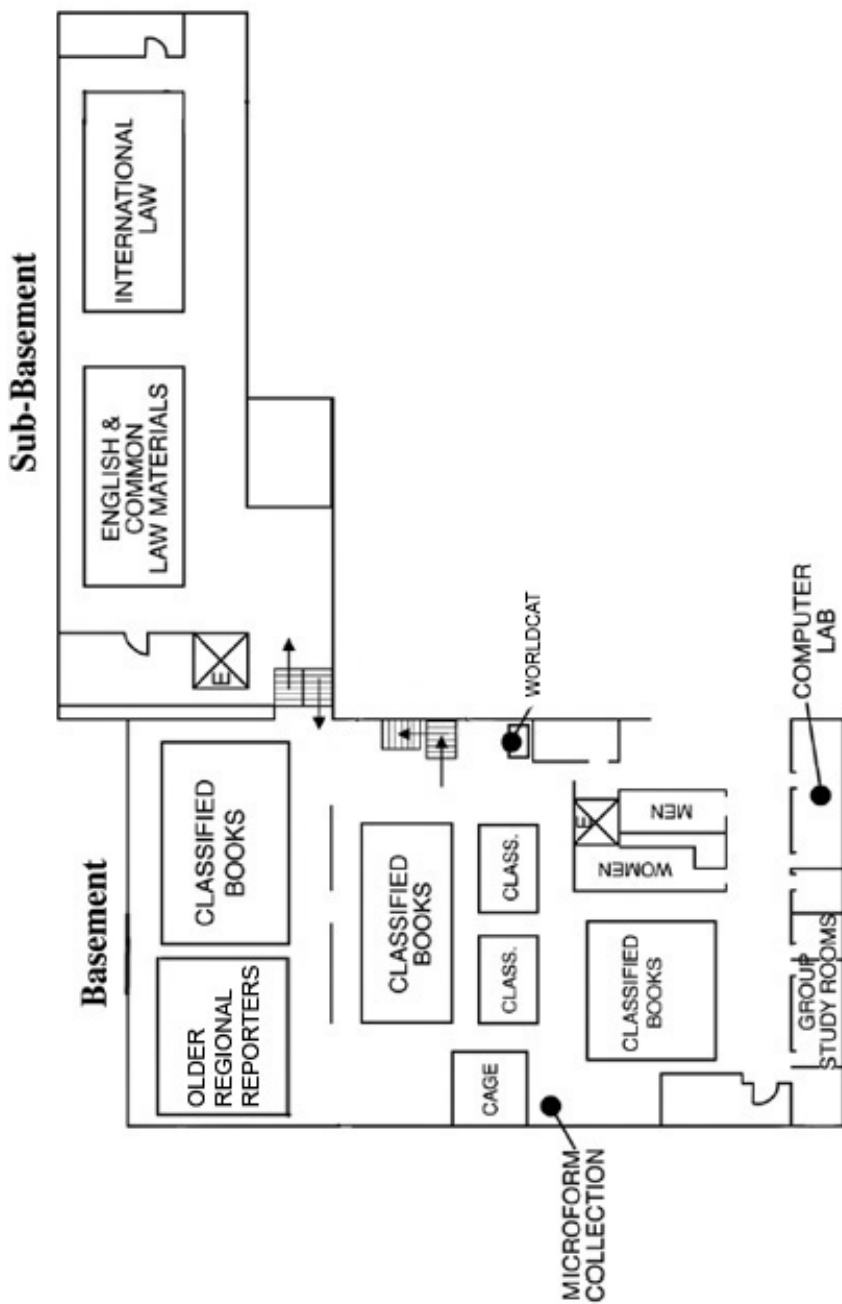 Sub-Basement
INTERNATIONAL
LAW
ENGLISH &
COMMON
LAW MATERIALS
E
Basement
CLASSIFIED
BOOKS
OLDER
REGIONAL
REPORTERS
CLASSIFIED
BOOKS
CLASS.
CLASS.
CAGE
WORLDCAT
E
MEN
WOMEN
CLASSIFIED
BOOKS
MICROFORM
COLLECTION
COMPUTER
LAB
GROUP
STUDY ROOMS